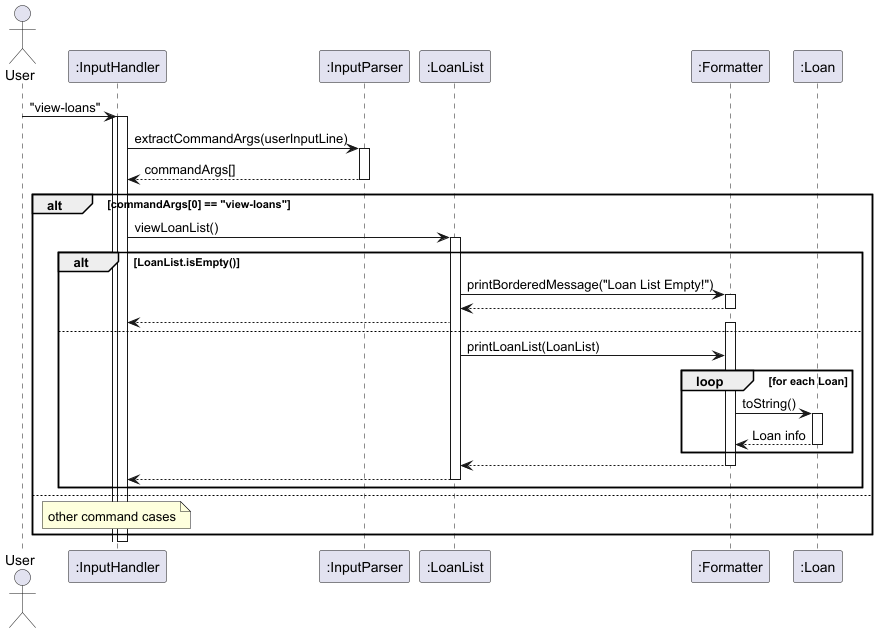 User
:InputHandler
:InputParser
:LoanList
:Formatter
:Loan
"view-loans"
extractCommandArgs(userInputLine)
commandArgs[]
alt
[commandArgs[0] == "view-loans"]
viewLoanList()
alt
[LoanList.isEmpty()]
printBorderedMessage("Loan List Empty!")
printLoanList(LoanList)
loop
[for each Loan]
toString()
Loan info
other command cases
User
:InputHandler
:InputParser
:LoanList
:Formatter
:Loan